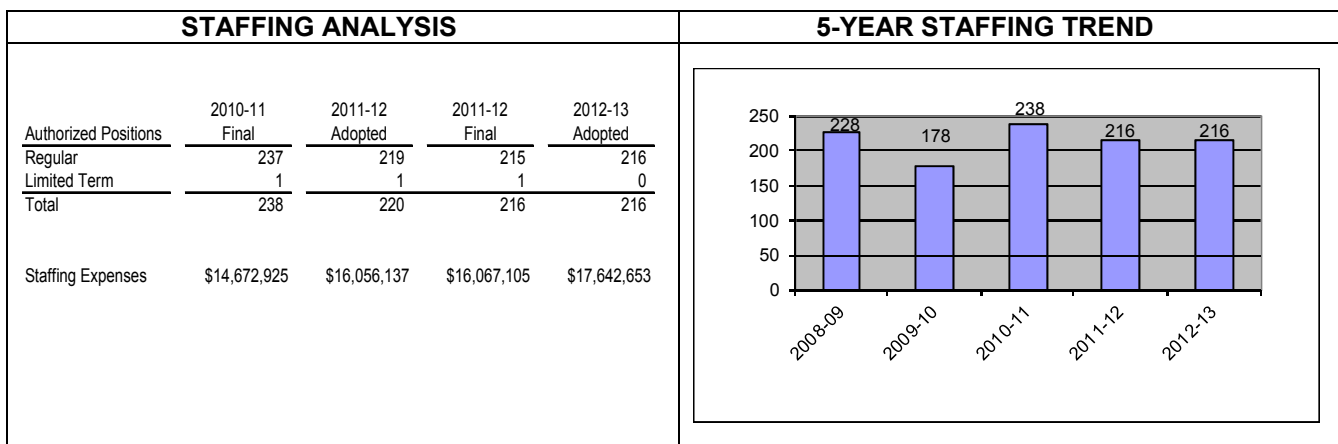 STAFFING ANALYSIS
5-YEAR STAFFING TREND
2010-11 2011-12 2011-12 2012-13
Authorized Positions Final Adopted Final Adopted
Regular 237 219 215 216
Limited Term 1 1 1 0
Total 238 220 216 216
Staffing Expenses $14,672,925 $16,056,137 $16,067,105 $17,642,653
250
200
150
100
50
0
228 178 238 216 216
2008-09 2009-10 2010-11 2011-12 2012-13